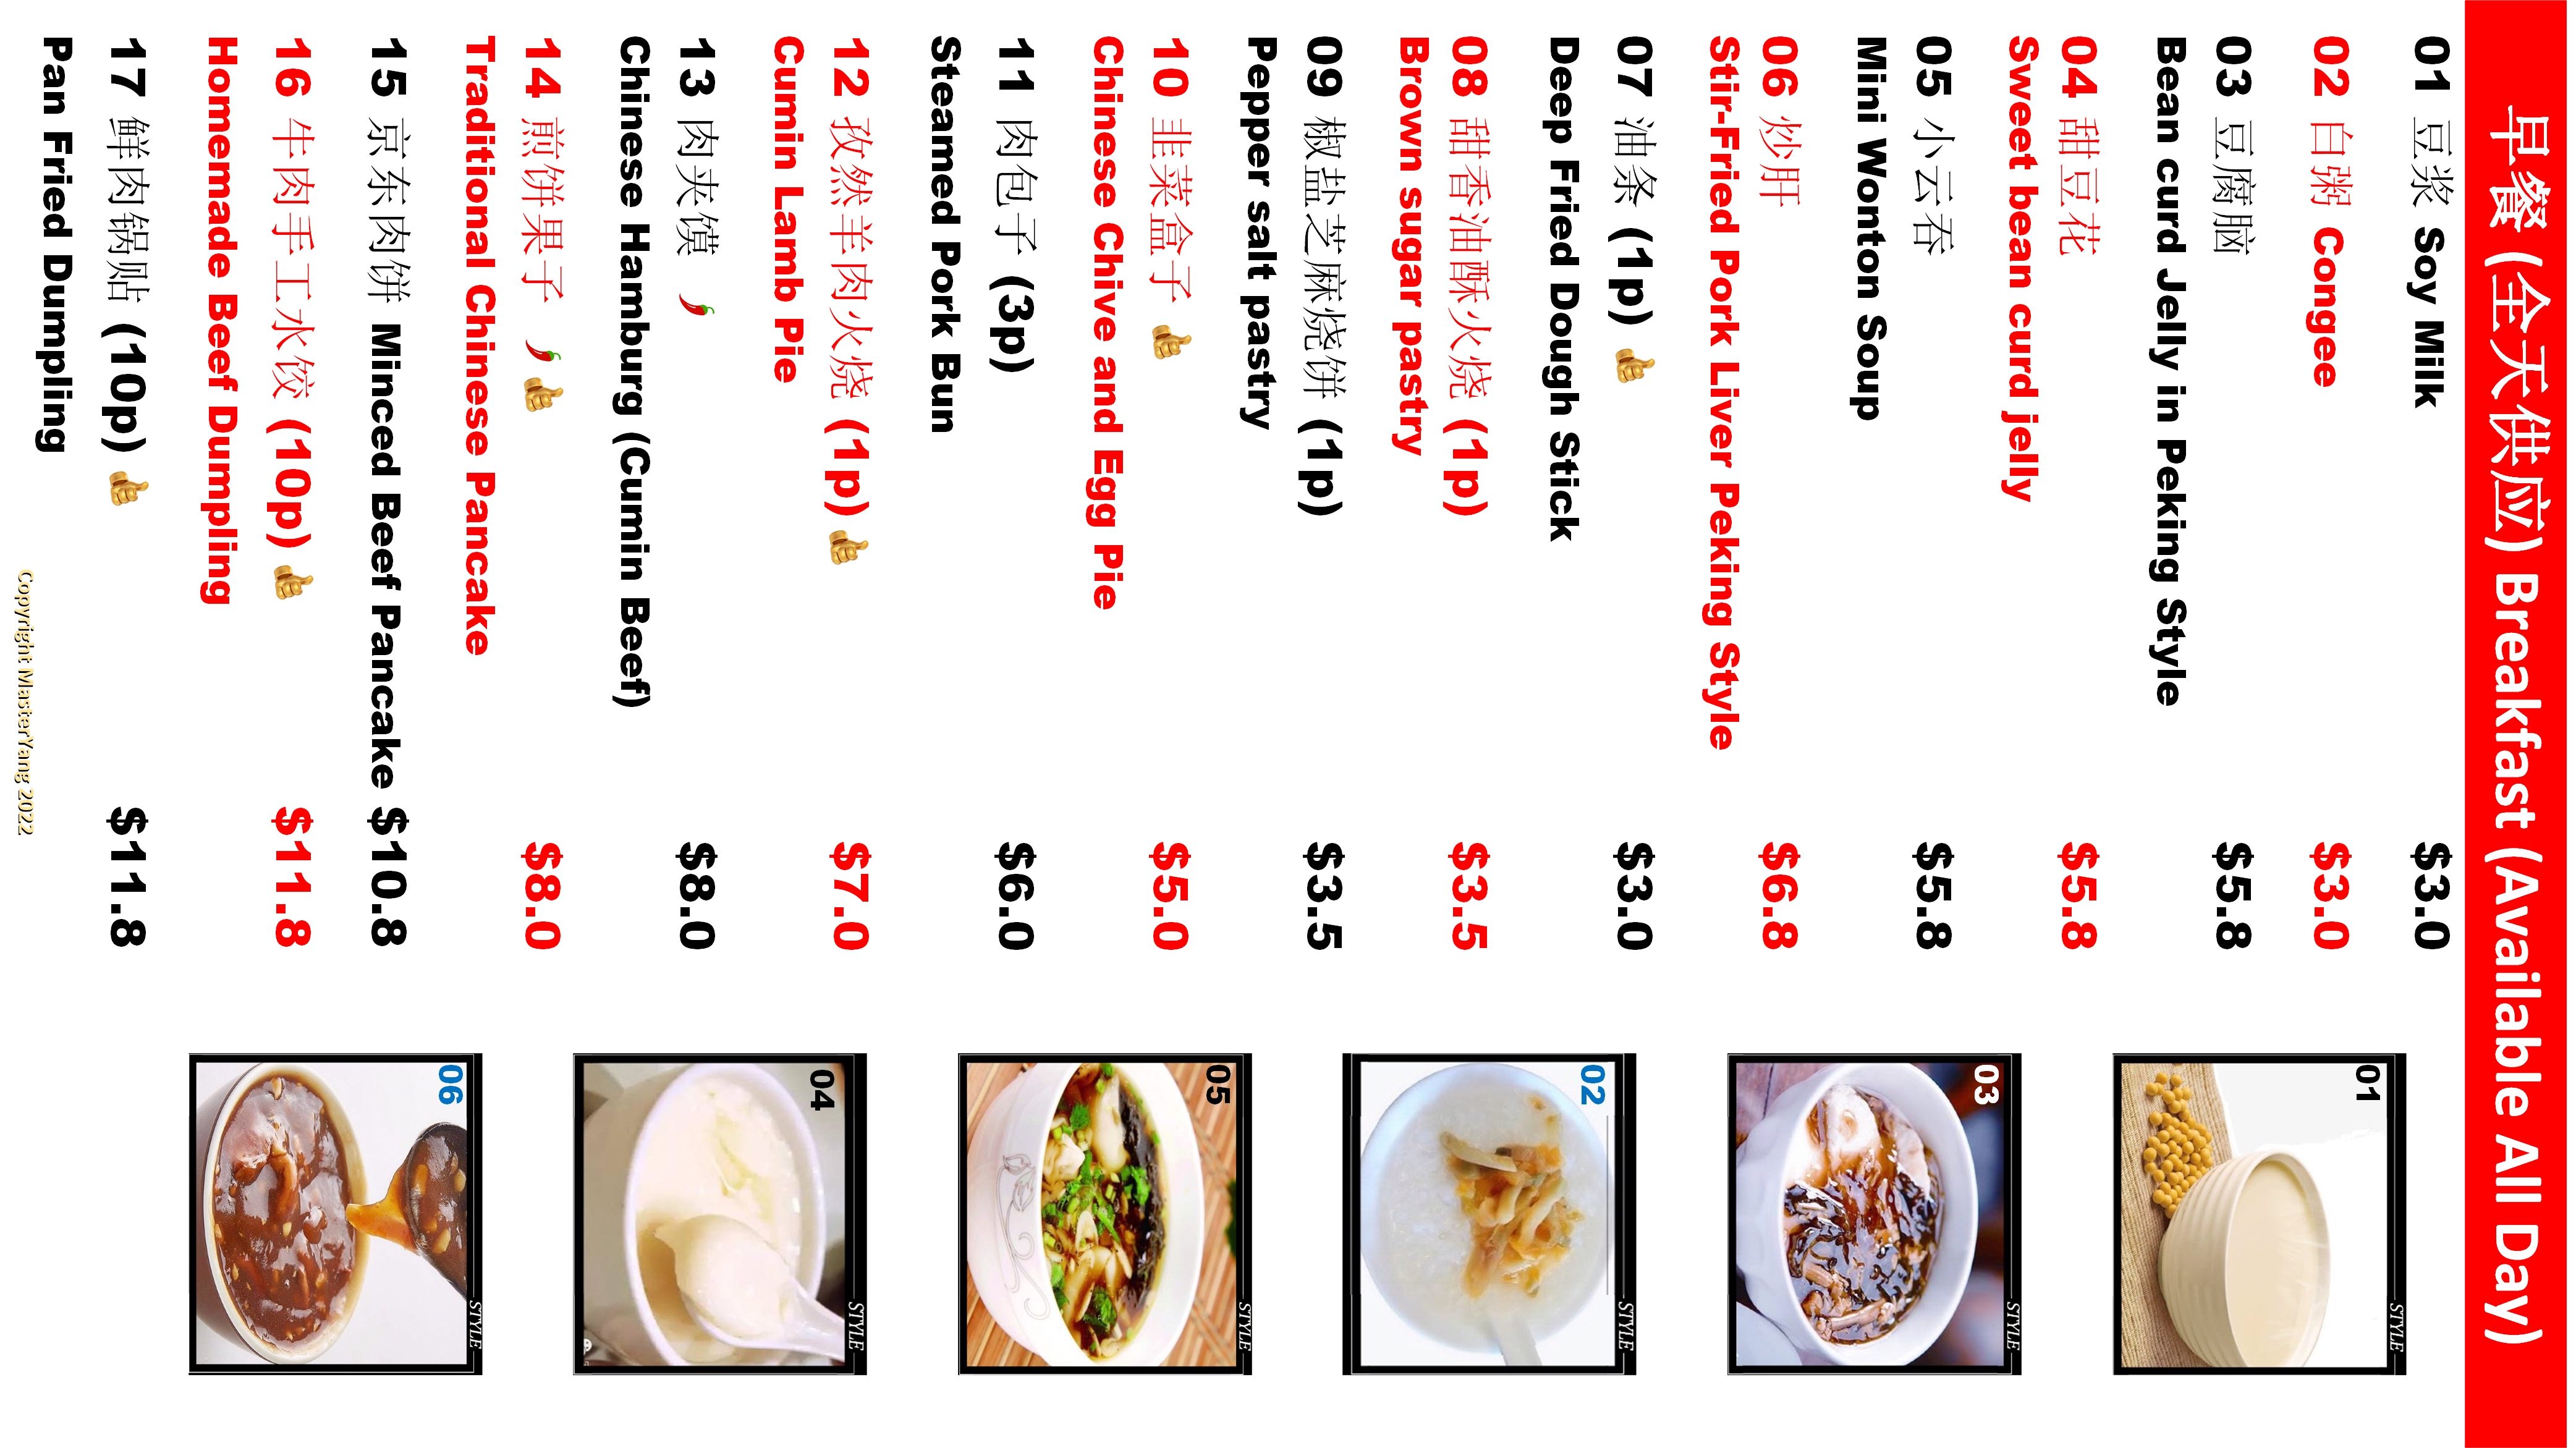 早餐 (全天供应) Breakfast (Available All Day)
01 豆浆 Soy Milk $3.0
02 白粥 Congee $3.0
03 豆腐脑 $5.8
Bean curd Jelly in Peking Style
04 甜豆花 $5.8
Sweet bean curd jelly
05 小云吞 $5.8
Mini Wonton Soup
06 炒肝 $6.8
Stir-Fried Pork Liver Peking Style
07 油条 (1p) $3.0
Deep Fried Dough Stick
08 甜香油酥火烧 (1p) $3.5
Brown sugar pastry
09 椒盐芝麻烧饼 (1p) $3.5
Pepper salt pastry
10 韭菜盒子 $5.0
Chinese Chive and Egg Pie
11 肉包子 (3p) $6.0
Steamed Pork Bun
12 孜然羊肉火烧 (1p) $7.0
Cumin Lamb Pie
13 肉夹馍 $8.0
Chinese Hamburg (Cumin Beef)
14 煎饼果子 $8.0
Traditional Chinese Pancake
15 京东肉饼 Minced Beef Pancake $10.8
16 牛肉手工水饺 (10p) $11.8
Homemade Beef Dumpling
17 鲜肉锅贴 (10p) $11.8
Pan Fried Dumpling
Copyright MasterYang 2022
01
STYLE
03
STYLE
02
STYLE
05
STYLE
04
STYLE
06
STYLE